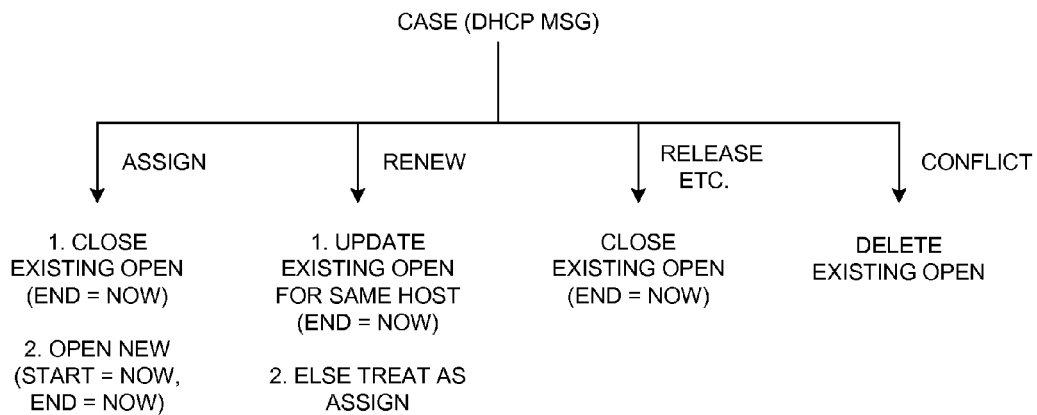 CASE (DHCP MSG)
ASSIGN
RENEW
RELEASE
ETC.
CONFLICT
1. CLOSE
EXISTING OPEN
(END = NOW)
2. OPEN NEW
(START = NOW,
END = NOW)
1. UPDATE
EXISTING OPEN
FOR SAME HOST
(END = NOW)
2. ELSE TREAT AS
ASSIGN
CLOSE
EXISTING OPEN
(END = NOW)
DELETE
EXISTING OPEN